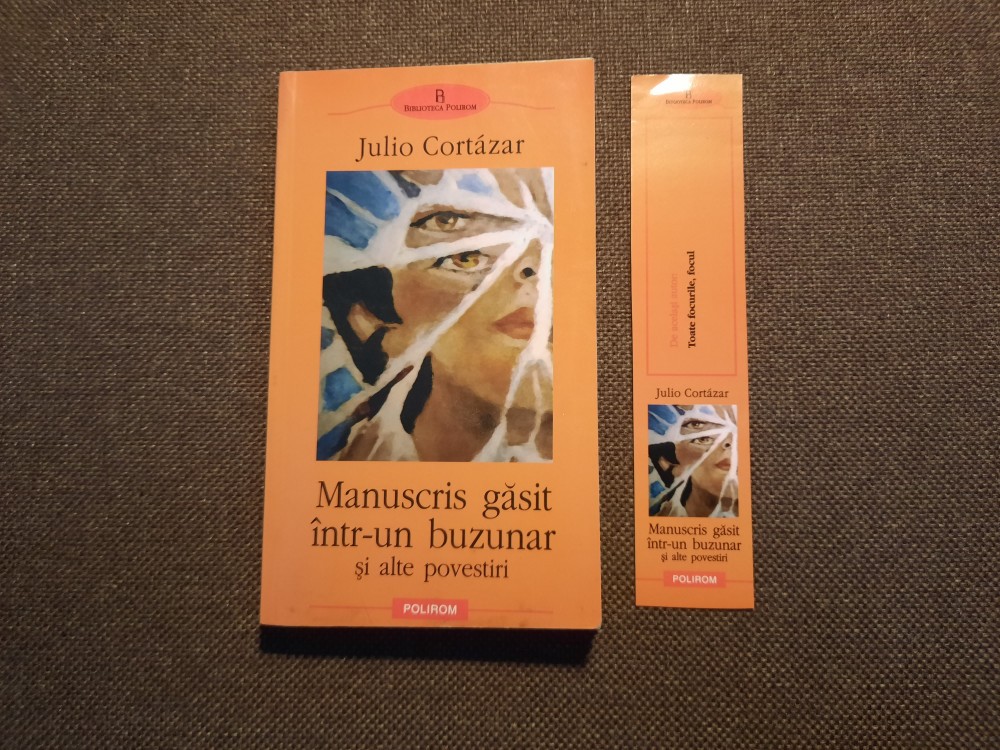 BIBLIOTECA POLIROM
Julio Cortázar
Manuscris găsit
într-un buzunar
şi alte povestiri
POLIROM
BIBLIOTECA POLIROM
De acelaşi autor:
Toate focurile, focul
Julio Cortázar
Manuscris găsit
într-un buzunar
şi alte povestiri
POLIROM